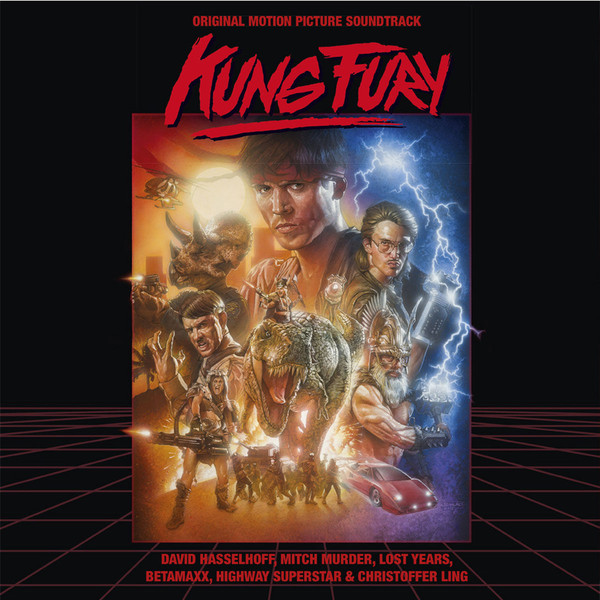 ORIGINAL MOTION PICTURE SOUNDTRACK
KUNG FURY
DAVID HASSELHOFF, MITCH MURDER, LOST YEARS,
BETAMAXX, HIGHWAY SUPERSTAR & CHRISTOFFER LING